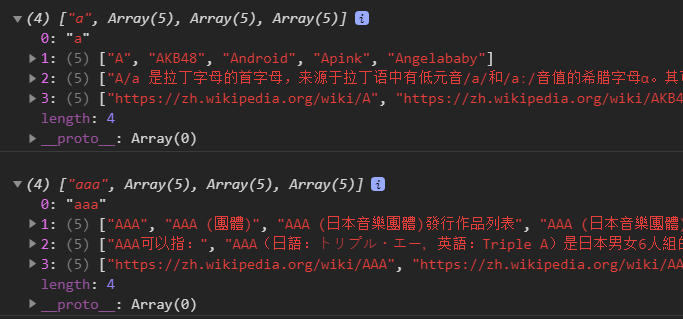 (4) ["a", Array(5), Array(5), Array(5)] i
0: "a"
1: (5) ["A", "AKB48", "Android", "Apink", "Angelababy"]
2: (5) ["A/a 是拉丁字母的首字母, 来源于拉丁语中有低元音/a/和/aː/音值的希腊字母α。其
3: (5) ["https://zh.wikipedia.org/wiki/A", "https://zh.wikipedia.org/wiki/AKB4
length: 4
__proto__: Array(0)
(4) ["aaa", Array(5), Array(5), Array(5)] i
0: "aaa"
1: (5) ["AAA", "AAA (團體)", "AAA (日本音樂團體)發行作品列表", "AAA (日本音樂團
2: (5) ["AAA可以指：", "AAA（日語：トリプル・エー，英語：Triple A）是日本男女6人組
3: (5) ["https://zh.wikipedia.org/wiki/AAA", "https://zh.wikipedia.org/wiki/AA
length: 4
__proto__: Array(0)